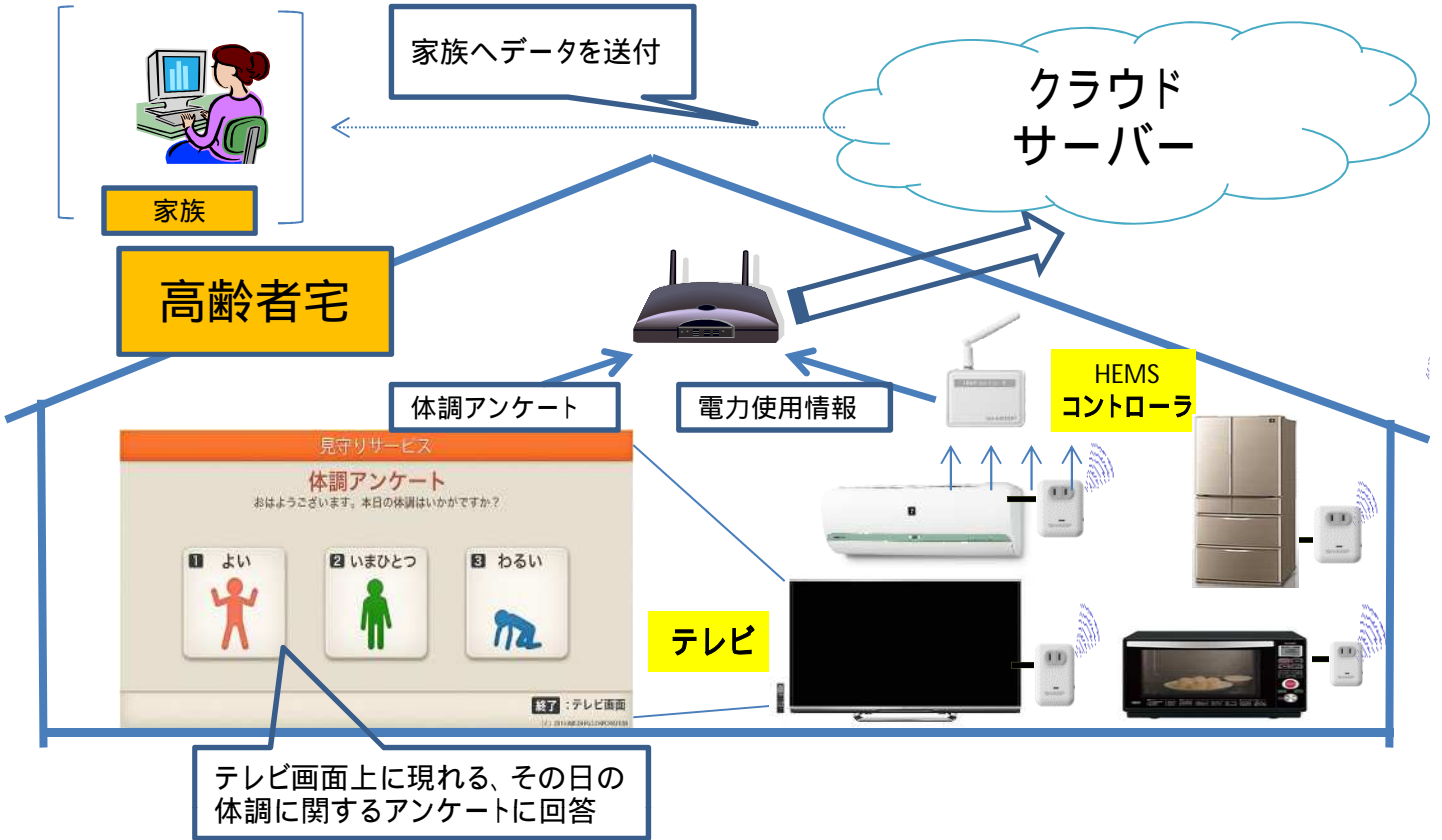 家族へデータを送付
クラウド
サーバー
家族
高齢者宅
体調アンケート
電力使用情報
HEMS
コントローラ
見守りサービス
体調アンケート
おはようございます。本日の体調はいかがですか？
1 よい
2 いまひとつ
3 わるい
テレビ
終了：テレビ画面
テレビ画面上に現れる、その日の
体調に関するアンケートに回答